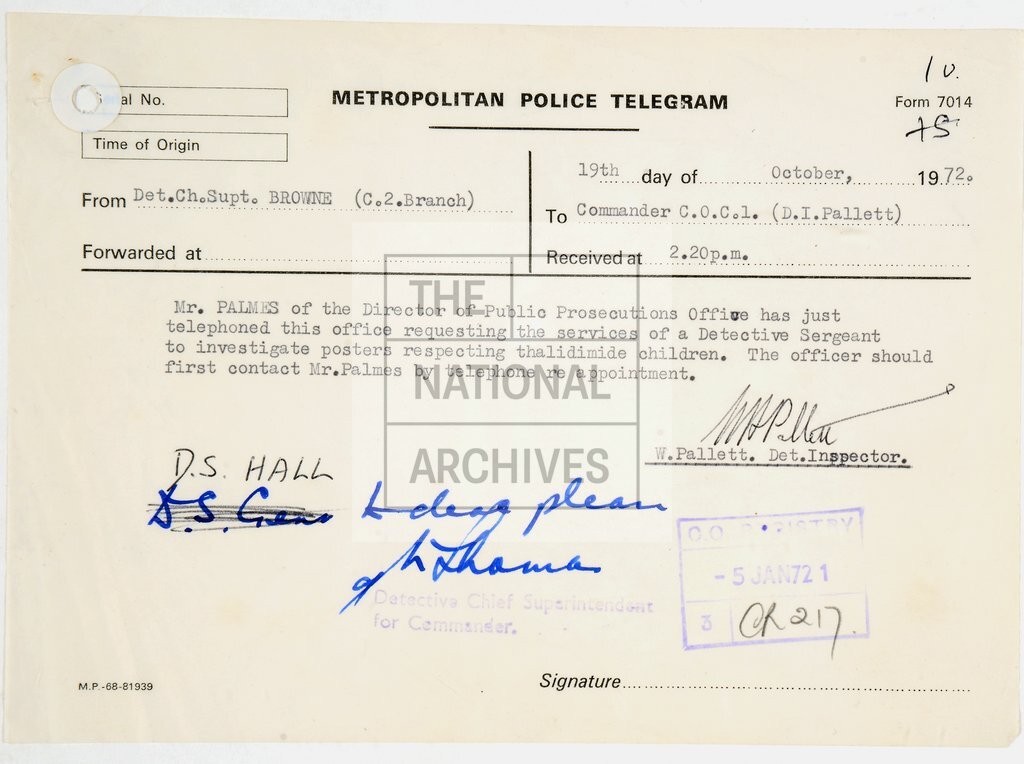 1 v.
Serial No.
METROPOLITAN POLICE TELEGRAM
Form 7014
Time of Origin
19th day of October, 1972.
From Det.Ch.Supt. BROWNE (C.2.Branch)
To Commander C.O.C.1. (D.I.Pallett)
Forwarded at
Received at 2.20p.m.
Mr. PALMES of the Director of Public Prosecutions Office has just
telephoned this office requesting the services of a Detective Sergeant
to investigate posters respecting thalidimide children. The officer should
first contact Mr.Palmes by telephone re appointment.
THE
NATIONAL
ARCHIVES
W Pallett
W.Pallett. Det.Inspector.
D.S. HALL
D.S. to deal please
Thomas
Detective Chief Superintendent
for Commander.
C.O. REGISTRY
- 5 JAN72 1
3 CR 217.
M.P.-68-81939
Signature